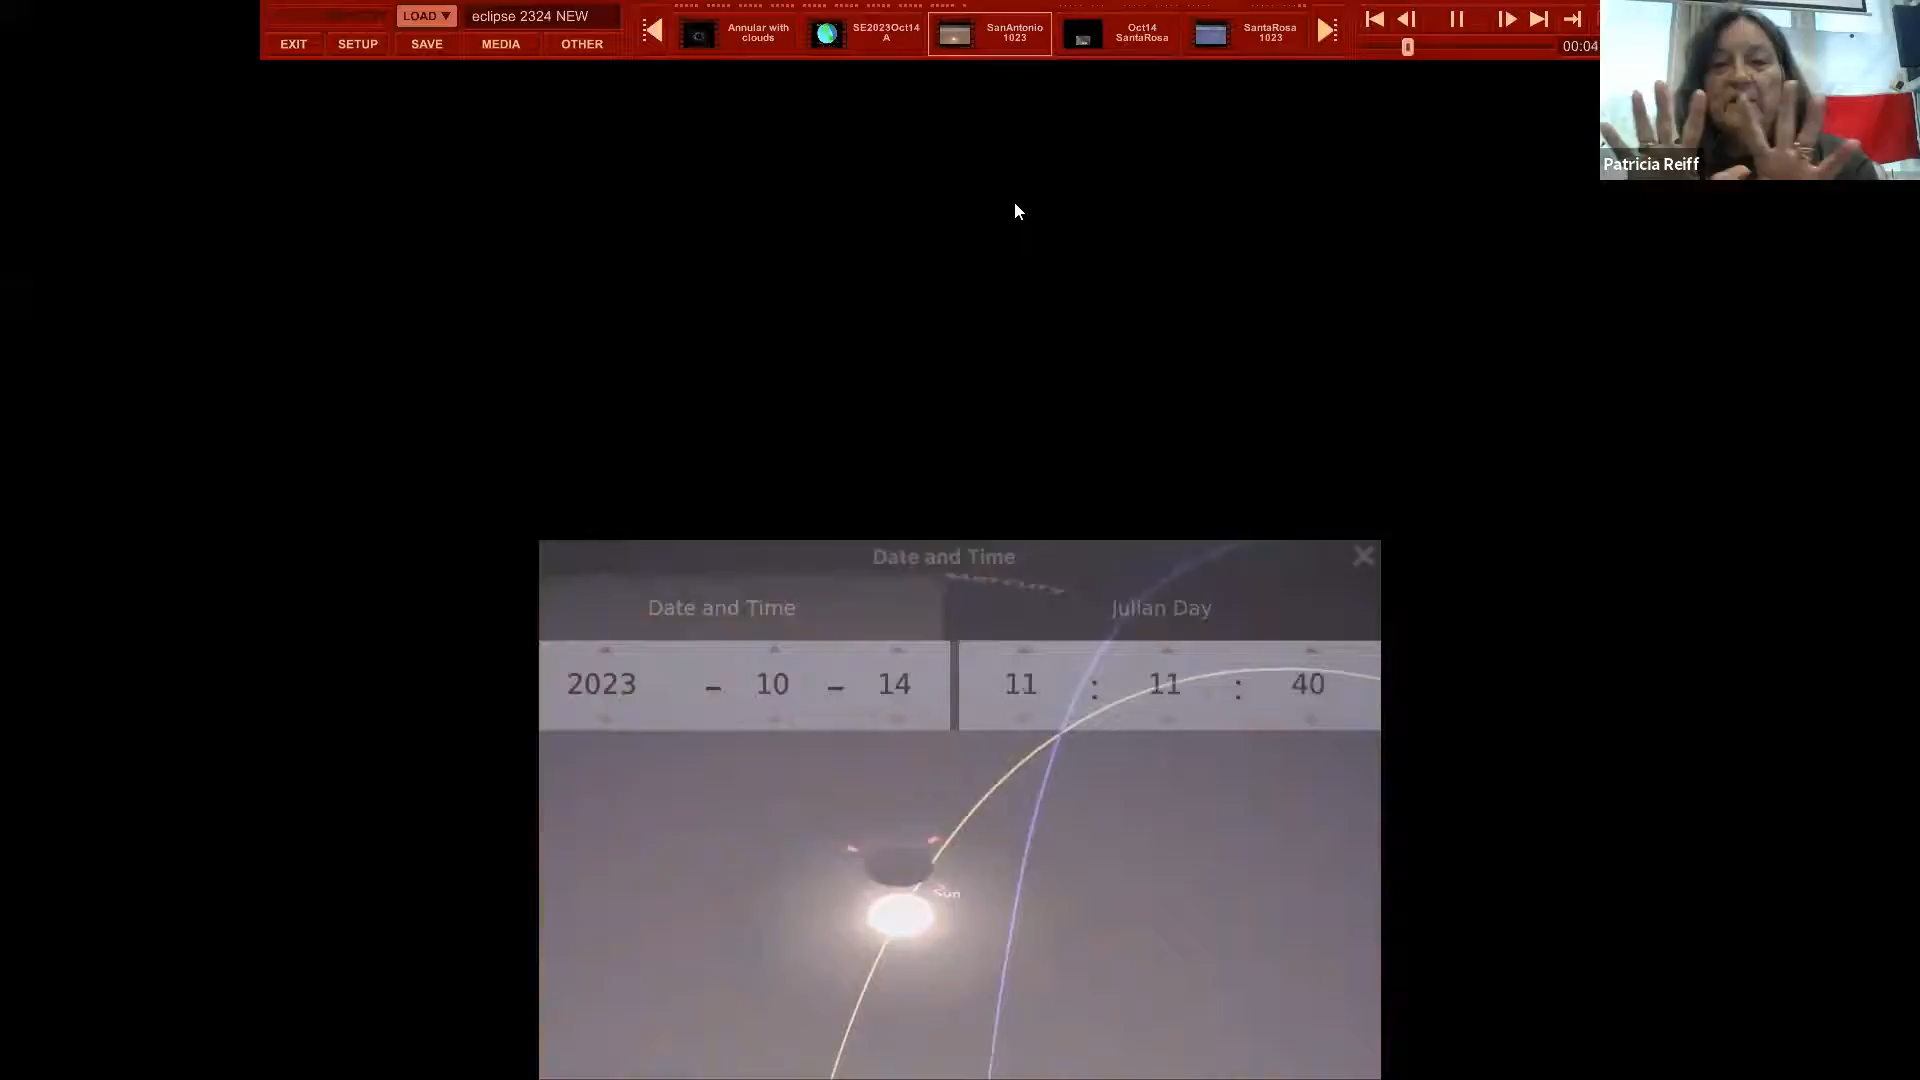 LOAD ▼ eclipse 2324 NEW
EXIT SETUP SAVE MEDIA OTHER
Annular with
clouds
SE2023Oct14
A
SanAntonio
1023
Oct14
SantaRosa
SantaRosa
1023
00:04
Patricia Reiff
Date and Time
Date and Time Julian Day
2023 - 10 - 14 11 : 11 : 40
Sun